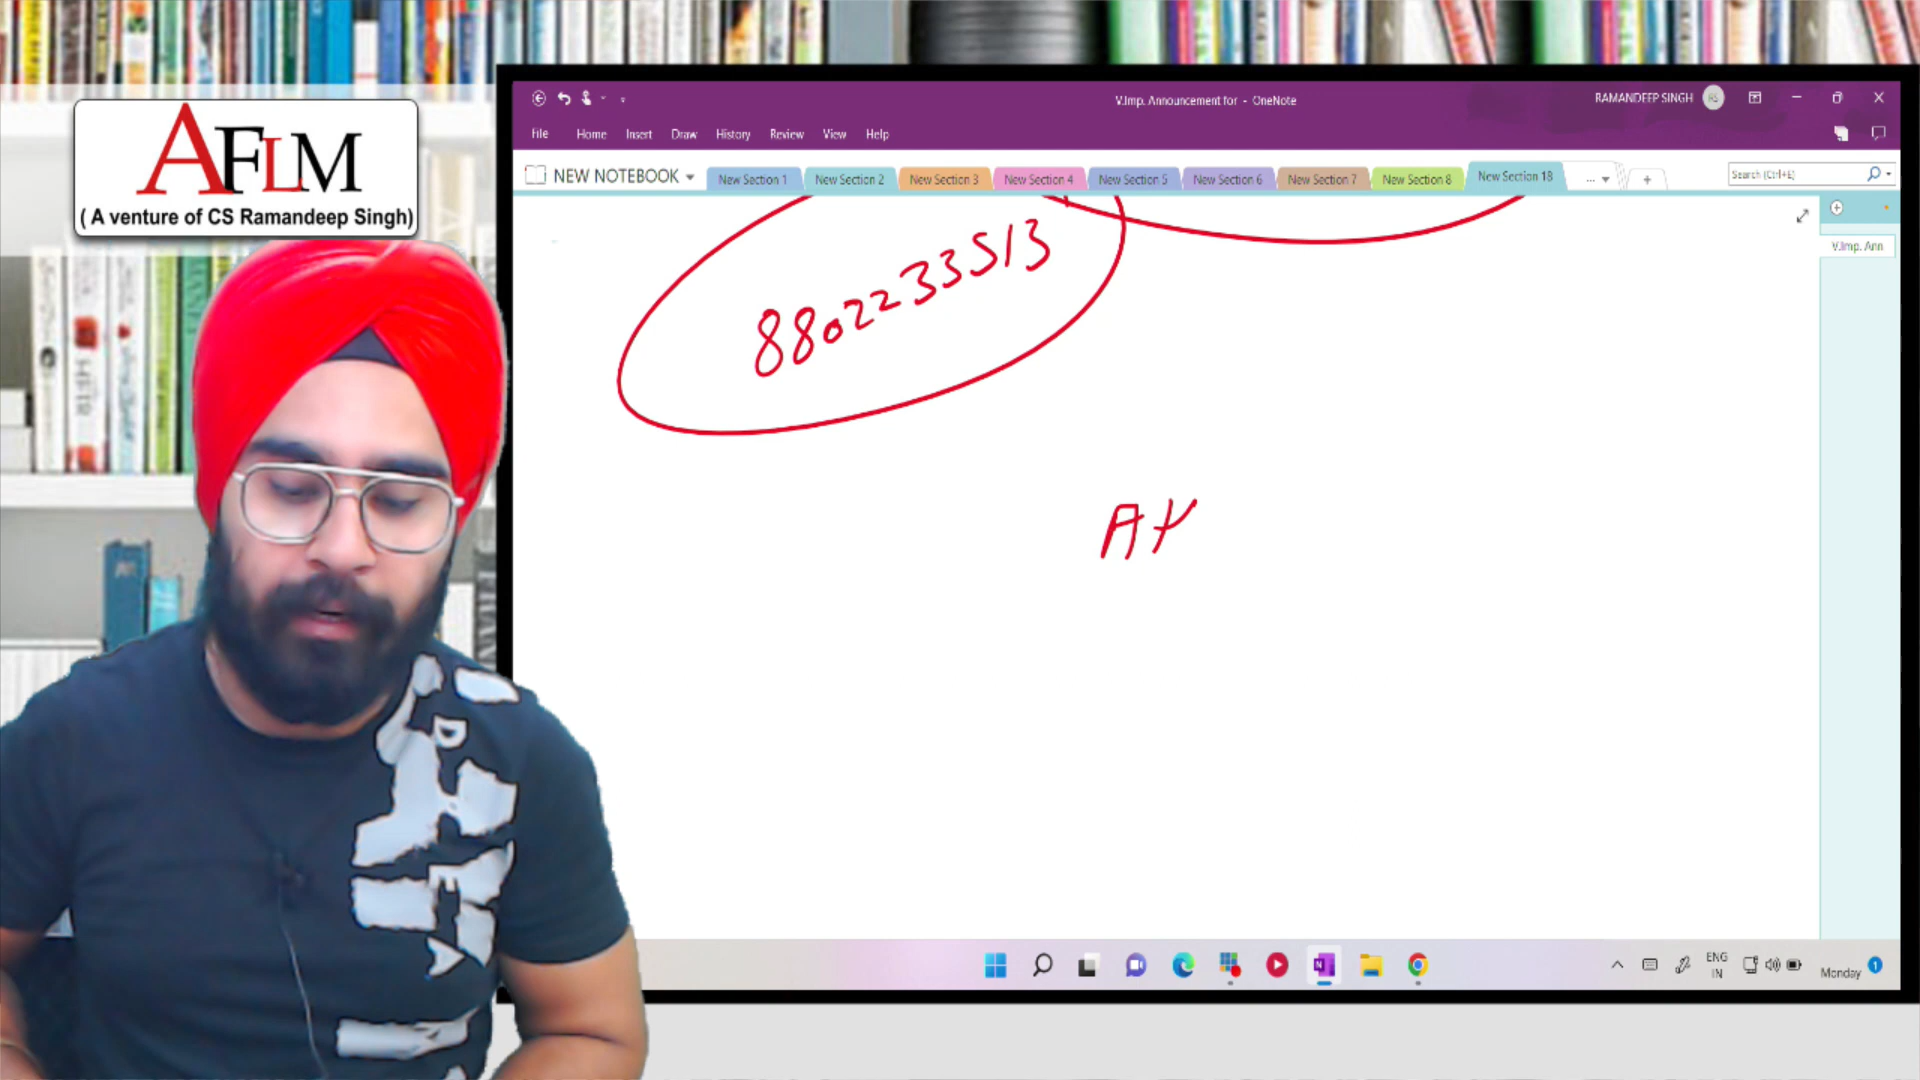 AFLM
( A venture of CS Ramandeep Singh)
V.Imp. Announcement for - OneNote
RAMANDEEP SINGH
RS
File Home Insert Draw History Review View Help
NEW NOTEBOOK
New Section 1
New Section 2
New Section 3
New Section 4
New Section 5
New Section 6
New Section 7
New Section 8
New Section 18
...
Search (Ctrl+E)
V.Imp. Ann
8802233513
ENG
IN
Monday
1